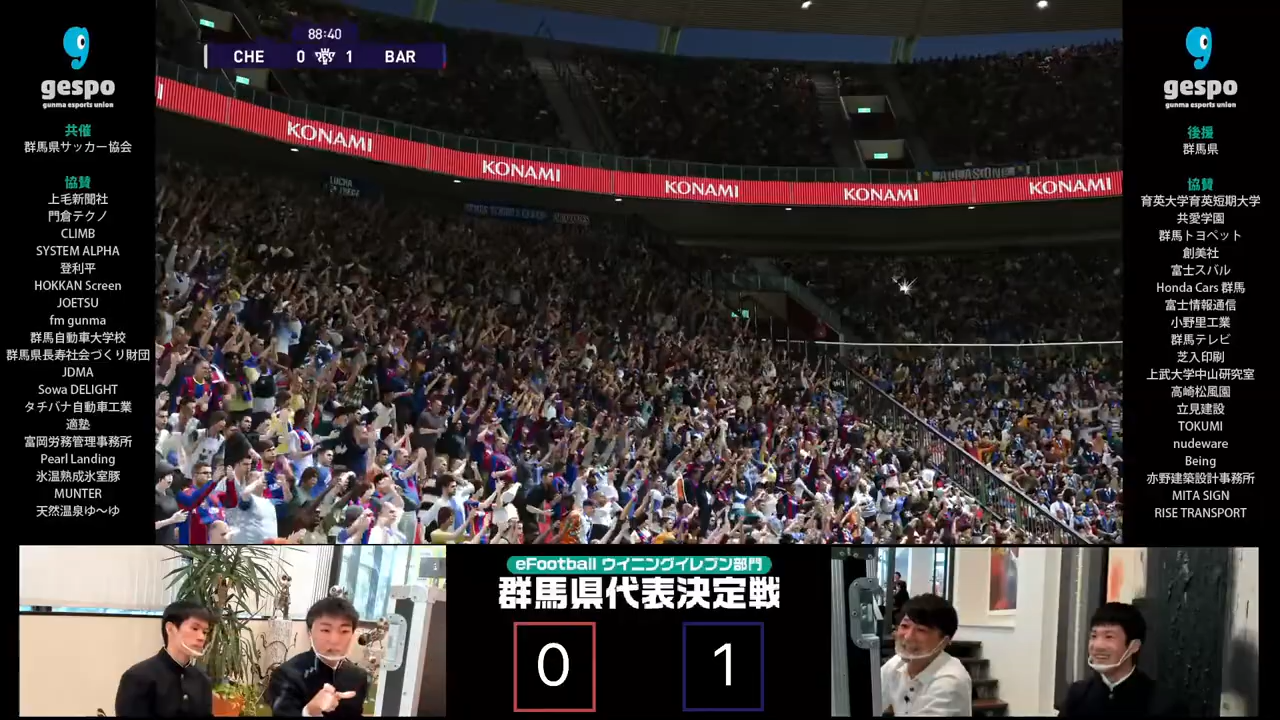 gespo
gunma esports union
共催
群馬県サッカー協会
協賛
上毛新聞社
門倉テクノ
CLIMB
SYSTEM ALPHA
登利平
HOKKAN Screen
JOETSU
fm gunma
群馬自動車大学校
群馬県長寿社会づくり財団
JDMA
Sowa DELIGHT
タチバナ自動車工業
適塾
富岡労務管理事務所
Pearl Landing
氷温熟成氷室豚
MUNTER
天然温泉ゆ〜ゆ
88:40
CHE 0 1 BAR
KONAMI
KONAMI
KONAMI
KONAMI
KONAMI
eFootball ウイニングイレブン部門
群馬県代表決定戦
0 1
gespo
gunma esports union
後援
群馬県
協賛
育英大学育英短期大学
共愛学園
群馬トヨペット
創美社
富士スバル
Honda Cars 群馬
富士情報通信
小野里工業
群馬テレビ
芝入印刷
上武大学中山研究室
高崎松風園
立見建設
TOKUMI
nudeware
Being
亦野建築設計事務所
MITA SIGN
RISE TRANSPORT